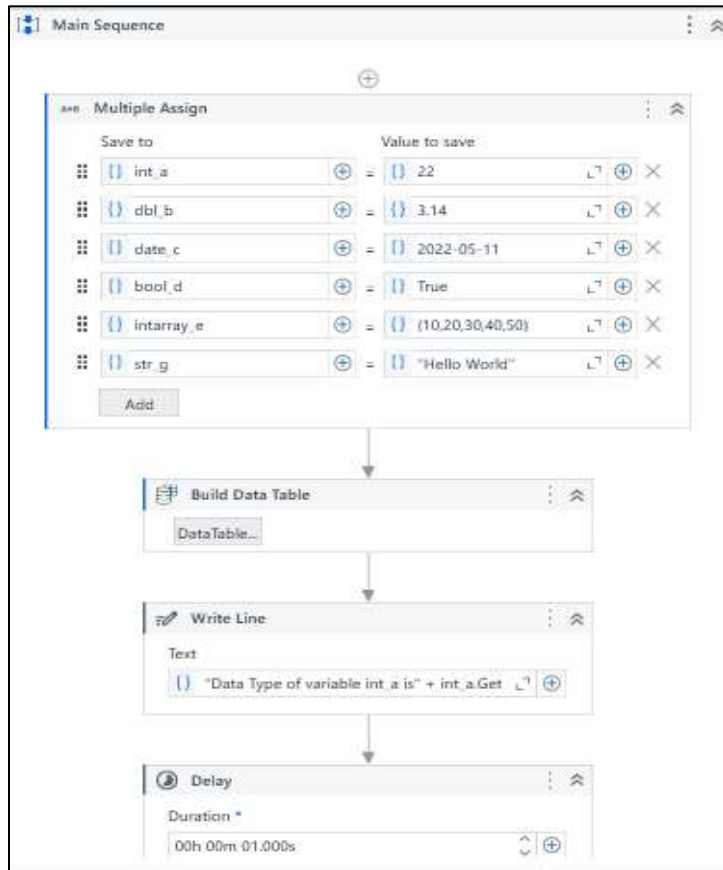 Main Sequence
Multiple Assign
Save to Value to save
int_a = 22
dbl_b = 3.14
date_c = 2022-05-11
bool_d = True
intarray_e = (10,20,30,40,50)
str_g = "Hello World"
Add
Build Data Table
DataTable...
Write Line
Text
"Data Type of variable int_a is" + int_a.Get
Delay
Duration *
00h 00m 01.000s